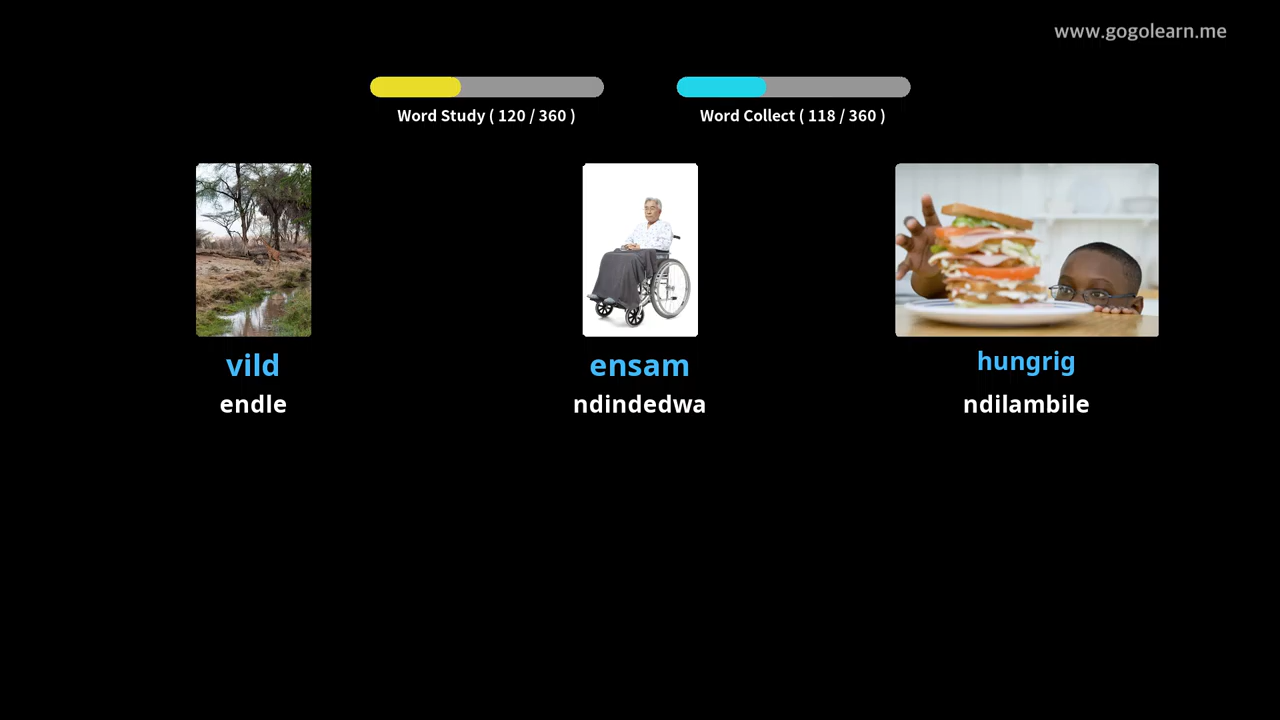 www.gogolearn.me
Word Study ( 120 / 360 )
Word Collect ( 118 / 360 )
vild
ensam
hungrig
endle
ndindedwa
ndilambile